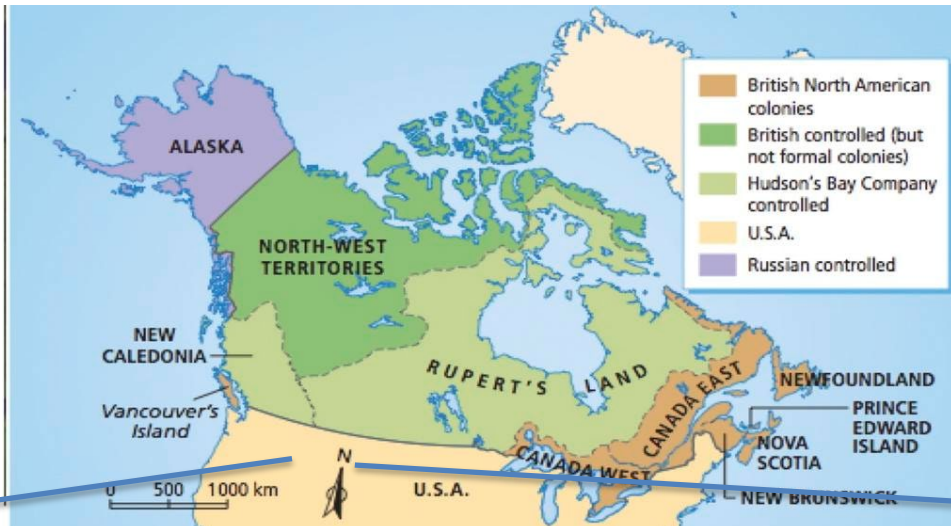 British North American
colonies
British controlled (but
not formal colonies)
Hudson's Bay Company
controlled
U.S.A.
Russian controlled
ALASKA
NORTH-WEST
TERRITORIES
NEW
CALEDONIA
Vancouver's
Island
RUPERT'S LAND
CANADA EAST
CANADA WEST
NEWFOUNDLAND
PRINCE
EDWARD
ISLAND
NOVA
SCOTIA
NEW BRUNSWICK
N
U.S.A.
0 500 1000 km